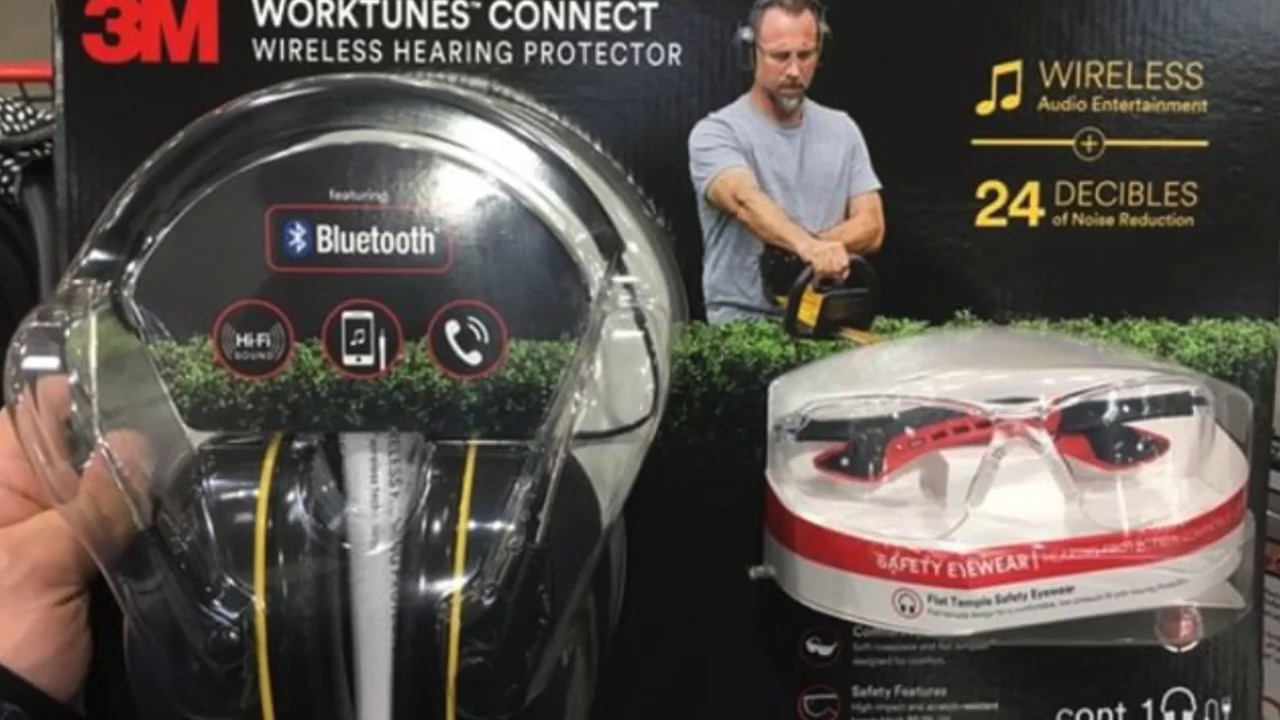 3M
WORKTUNES™ CONNECT
WIRELESS HEARING PROTECTOR
WIRELESS
Audio Entertainment
24 DECIBLES
of Noise Reduction
featuring
Bluetooth
Hi-Fi
SOUND
SAFETY EYEWEAR
Flat Temple Safety Eyewear
Safety Features
cont. 1